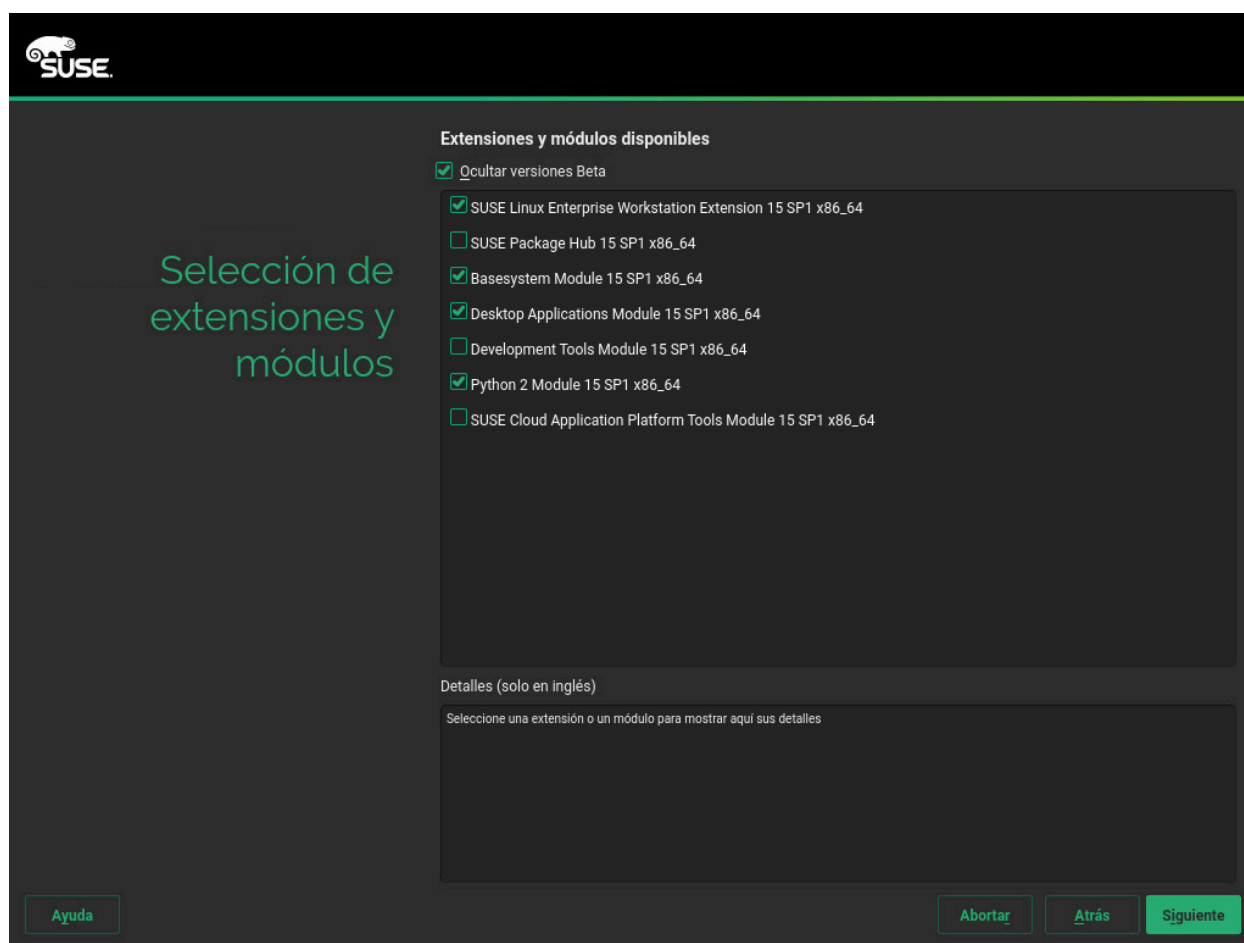 SUSE.
Selección de
extensiones y
módulos
Extensiones y módulos disponibles
Ocultar versiones Beta
SUSE Linux Enterprise Workstation Extension 15 SP1 x86_64
SUSE Package Hub 15 SP1 x86_64
Basesystem Module 15 SP1 x86_64
Desktop Applications Module 15 SP1 x86_64
Development Tools Module 15 SP1 x86_64
Python 2 Module 15 SP1 x86_64
SUSE Cloud Application Platform Tools Module 15 SP1 x86_64
Detalles (solo en inglés)
Seleccione una extensión o un módulo para mostrar aquí sus detalles
Ayuda
Abortar
Atrás
Siguiente